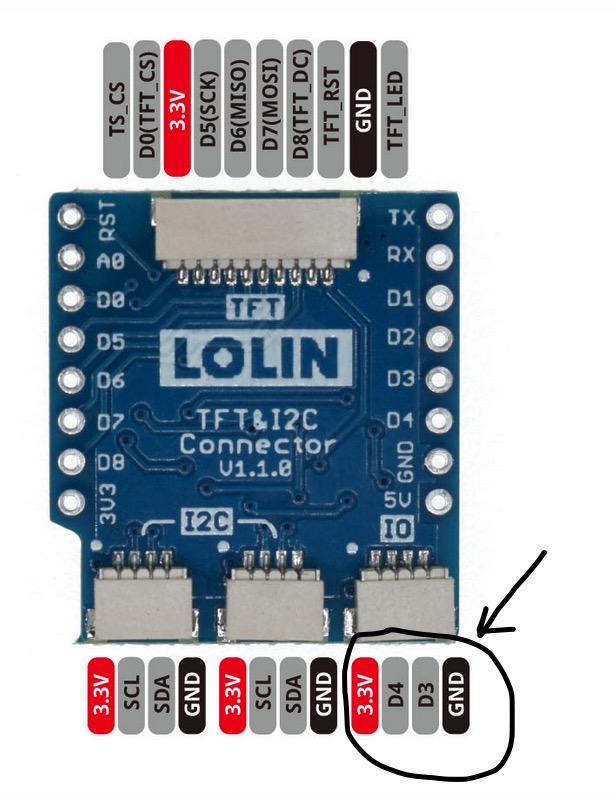 TS_CS
D0(TFT_CS)
3.3V
D5(SCK)
D6(MISO)
D7(MOSI)
D8(TFT_DC)
TFT_RST
GND
TFT_LED
RST
A0
D0
D5
D6
D7
D8
3V3
TX
RX
D1
D2
D3
D4
GND
5V
TFT
LOLIN
TFT&I2C
Connector
V1.1.0
I2C
IO
3.3V
SCL
SDA
GND
3.3V
SCL
SDA
GND
3.3V
D4
D3
GND